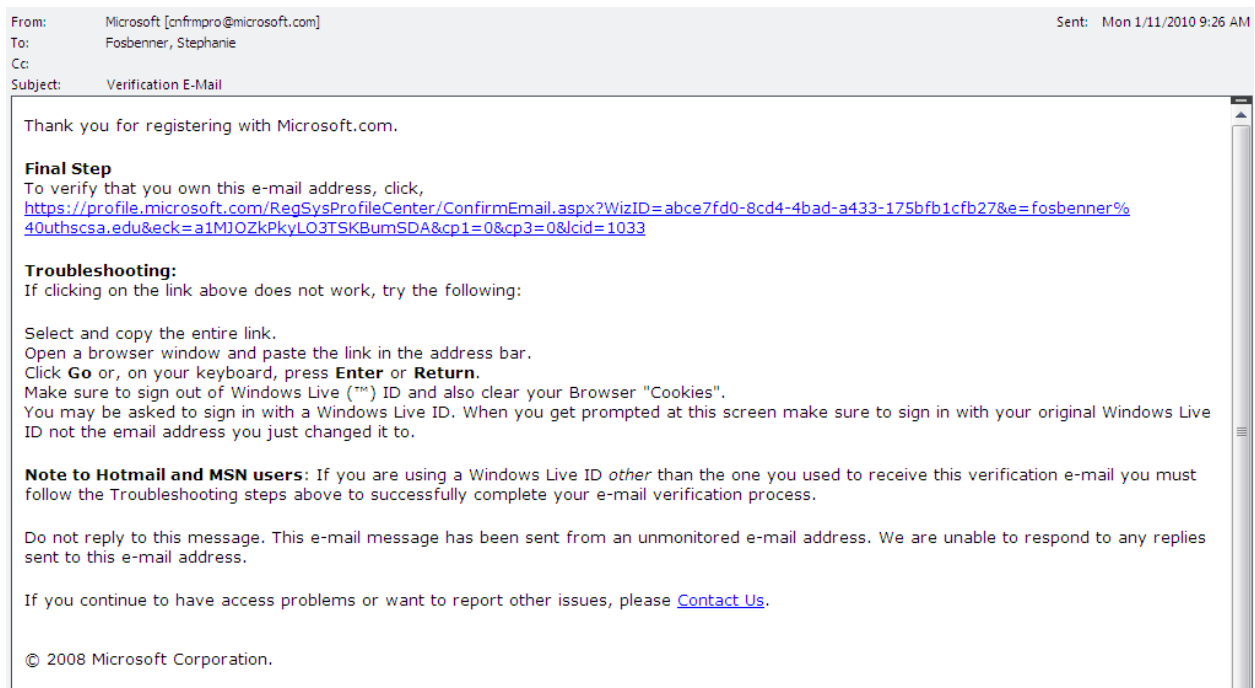 From: Microsoft [cnfrmpro@microsoft.com] Sent: Mon 1/11/2010 9:26 AM
To: Fosbenner, Stephanie
Cc:
Subject: Verification E-Mail
Thank you for registering with Microsoft.com.
Final Step
To verify that you own this e-mail address, click,
https://profile.microsoft.com/RegSysProfileCenter/ConfirmEmail.aspx?WizID=abce7fd0-8cd4-4bad-a433-175bfb1cfb27&e=fosbenner%
40uthscsa.edu&eck=a1MJOZkPkyLO3TSKBumSDA&cp1=0&cp3=0&lcid=1033
Troubleshooting:
If clicking on the link above does not work, try the following:
Select and copy the entire link.
Open a browser window and paste the link in the address bar.
Click Go or, on your keyboard, press Enter or Return.
Make sure to sign out of Windows Live (™) ID and also clear your Browser "Cookies".
You may be asked to sign in with a Windows Live ID. When you get prompted at this screen make sure to sign in with your original Windows Live
ID not the email address you just changed it to.
Note to Hotmail and MSN users: If you are using a Windows Live ID other than the one you used to receive this verification e-mail you must
follow the Troubleshooting steps above to successfully complete your e-mail verification process.
Do not reply to this message. This e-mail message has been sent from an unmonitored e-mail address. We are unable to respond to any replies
sent to this e-mail address.
If you continue to have access problems or want to report other issues, please Contact Us.
© 2008 Microsoft Corporation.